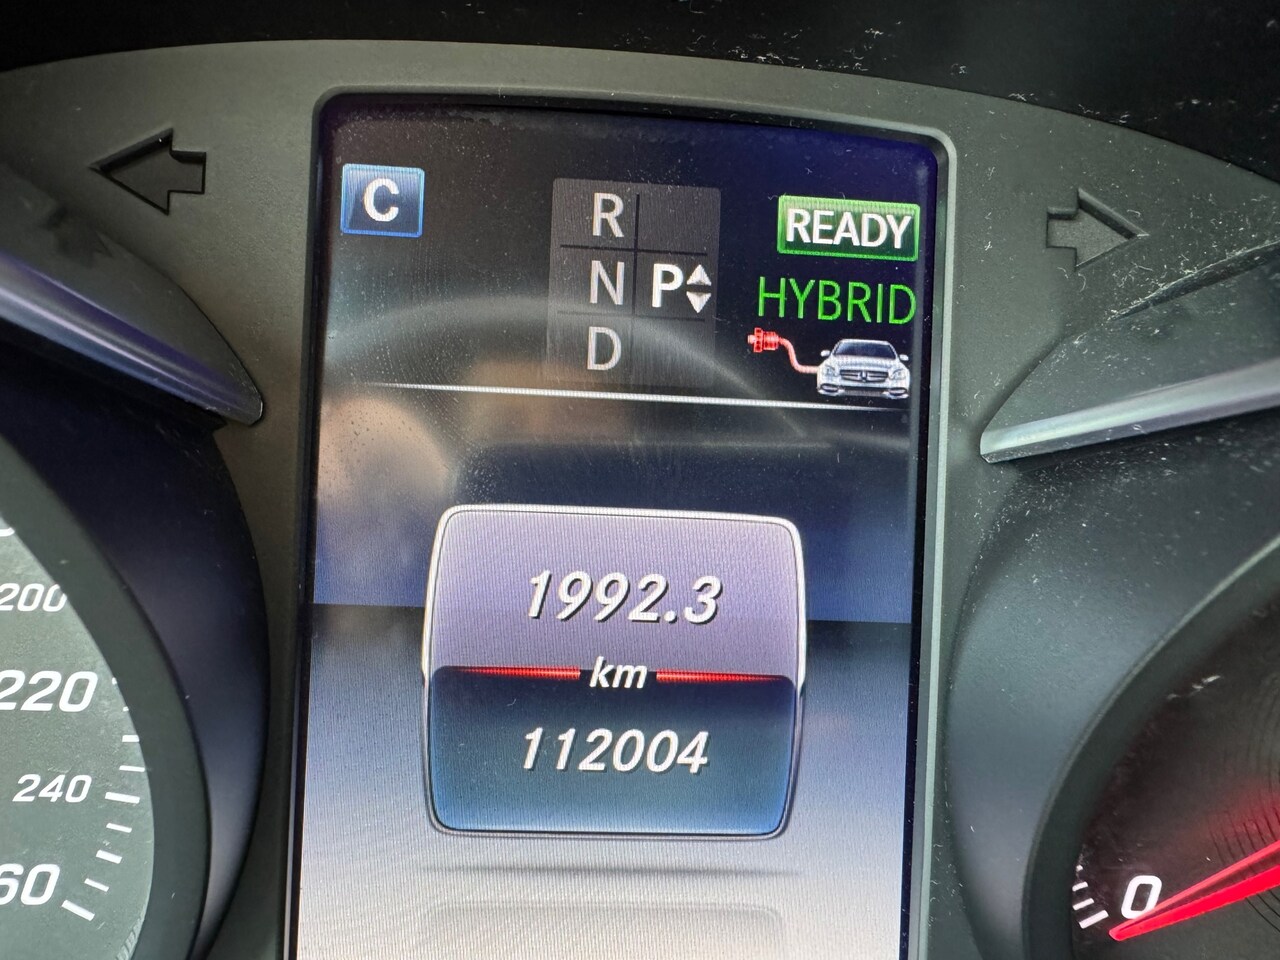 C
R
READY
N P
HYBRID
D
1992.3
km
112004
200
220
240
60
0